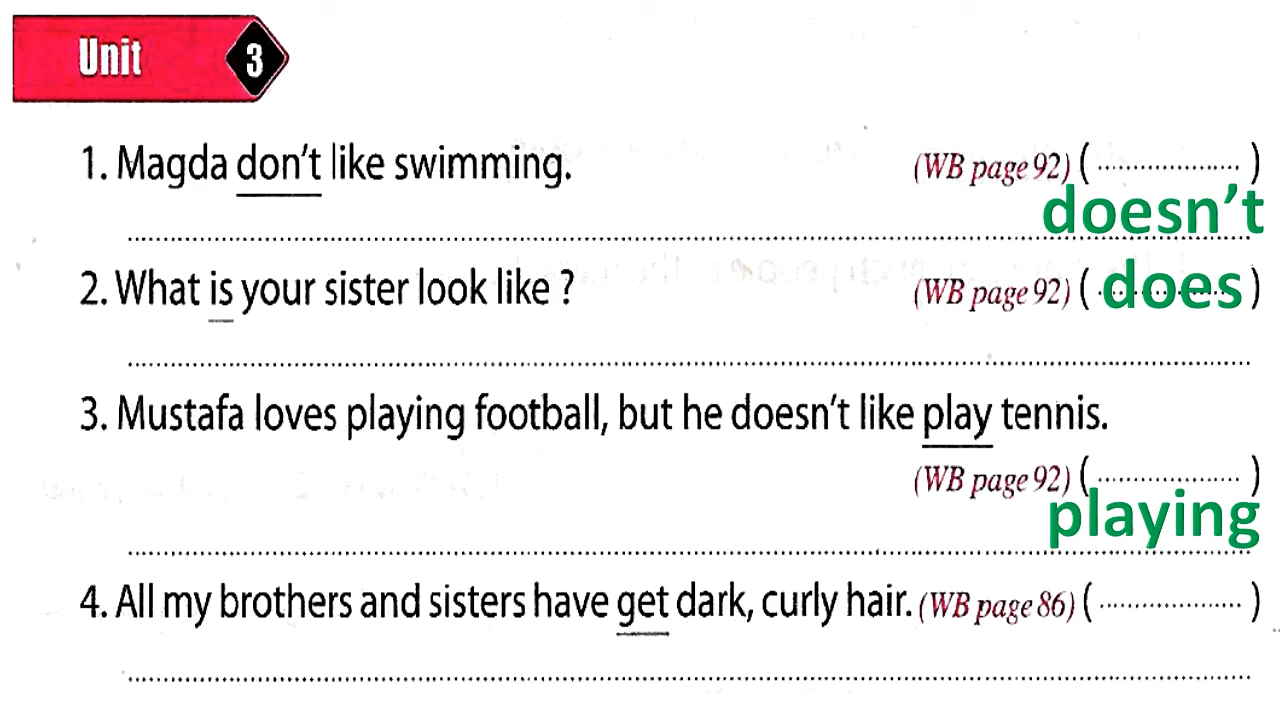 Unit 3
1. Magda don't like swimming. (WB page 92) (....................)
doesn't
2. What is your sister look like ? (WB page 92) ( does )
3. Mustafa loves playing football, but he doesn't like play tennis.
(WB page 92) (....................)
playing
4. All my brothers and sisters have get dark, curly hair. (WB page 86) (....................)